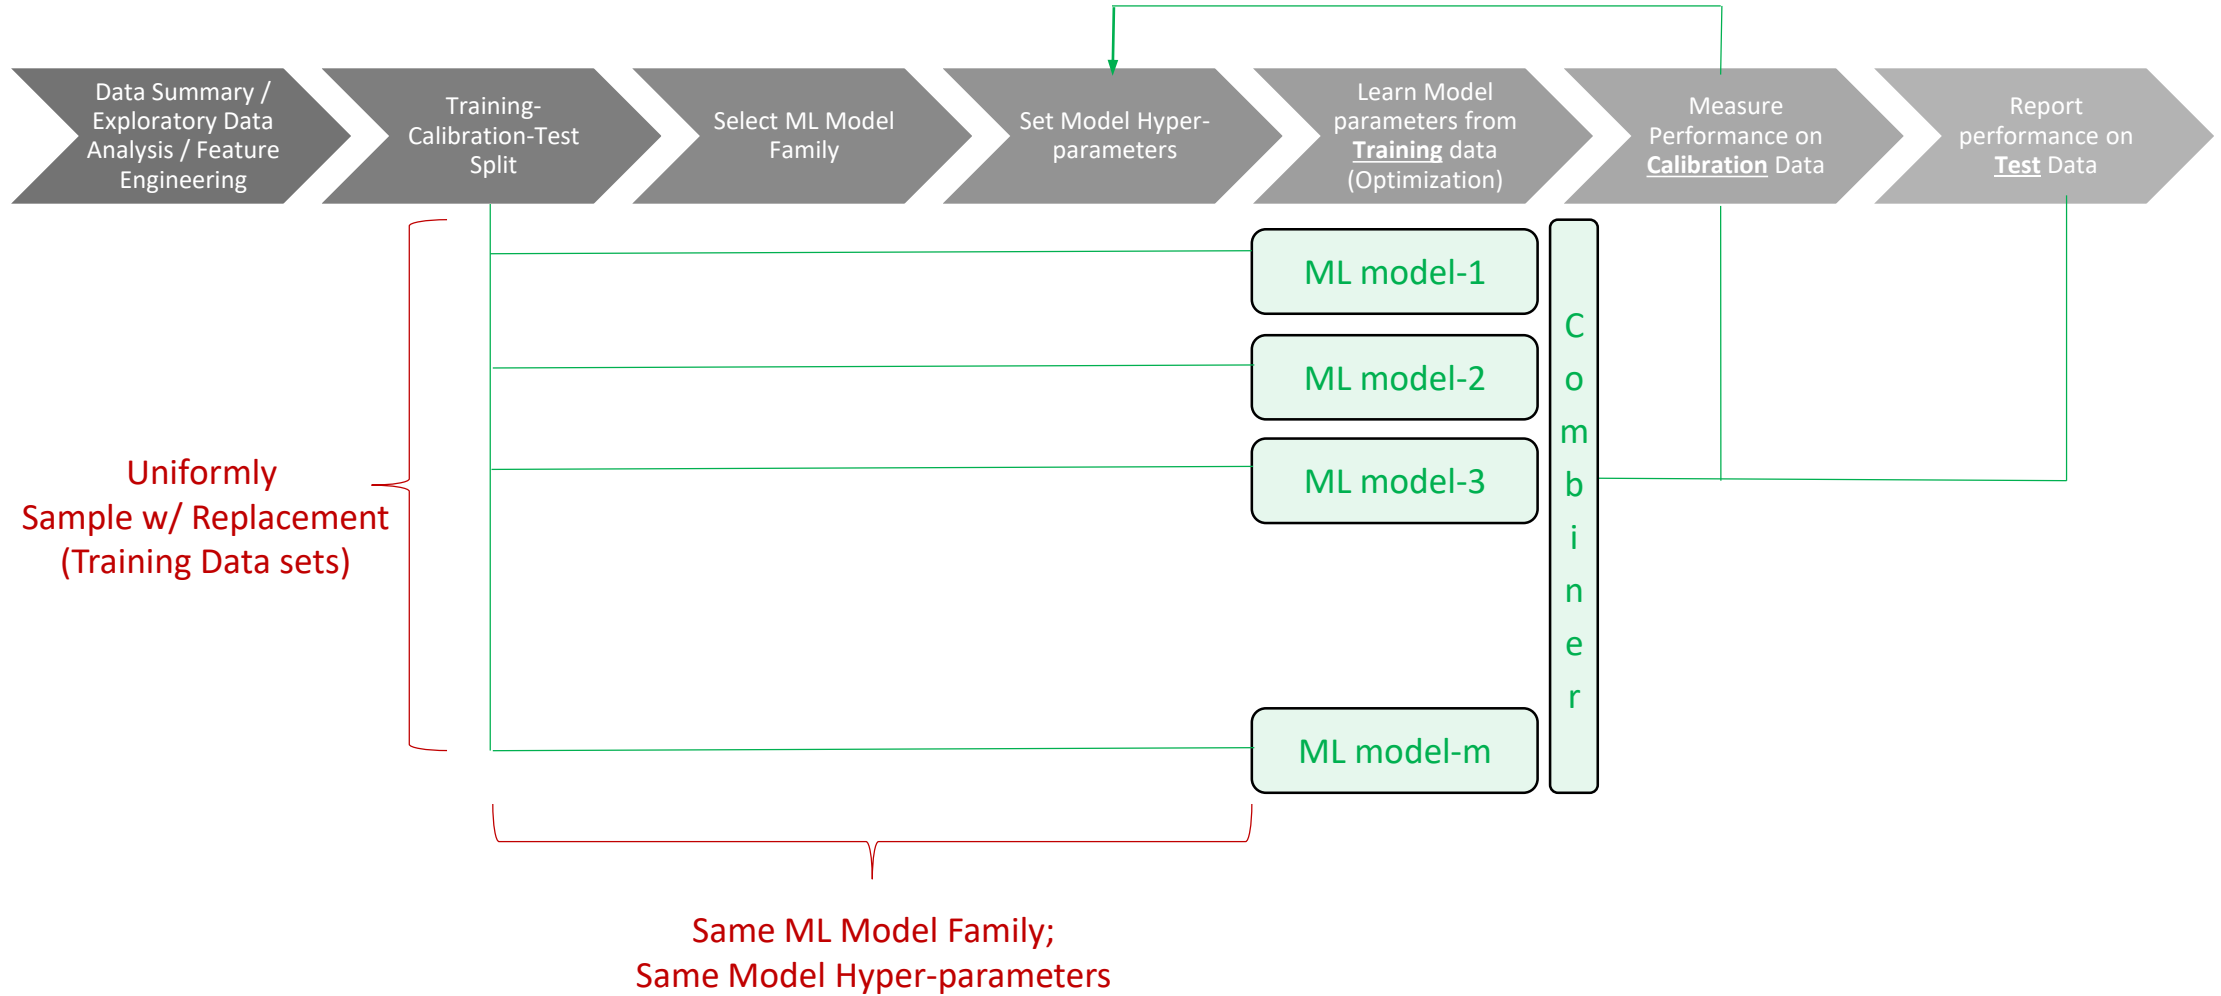 Data Summary /
Exploratory Data
Analysis / Feature
Engineering
Training-
Calibration-Test
Split
Select ML Model
Family
Set Model Hyper-
parameters
Learn Model
parameters from
Training data
(Optimization)
Measure
Performance on
Calibration Data
Report
performance on
Test Data
ML model-1
ML model-2
ML model-3
ML model-m
C
o
m
b
i
n
e
r
Uniformly
Sample w/ Replacement
(Training Data sets)
Same ML Model Family;
Same Model Hyper-parameters